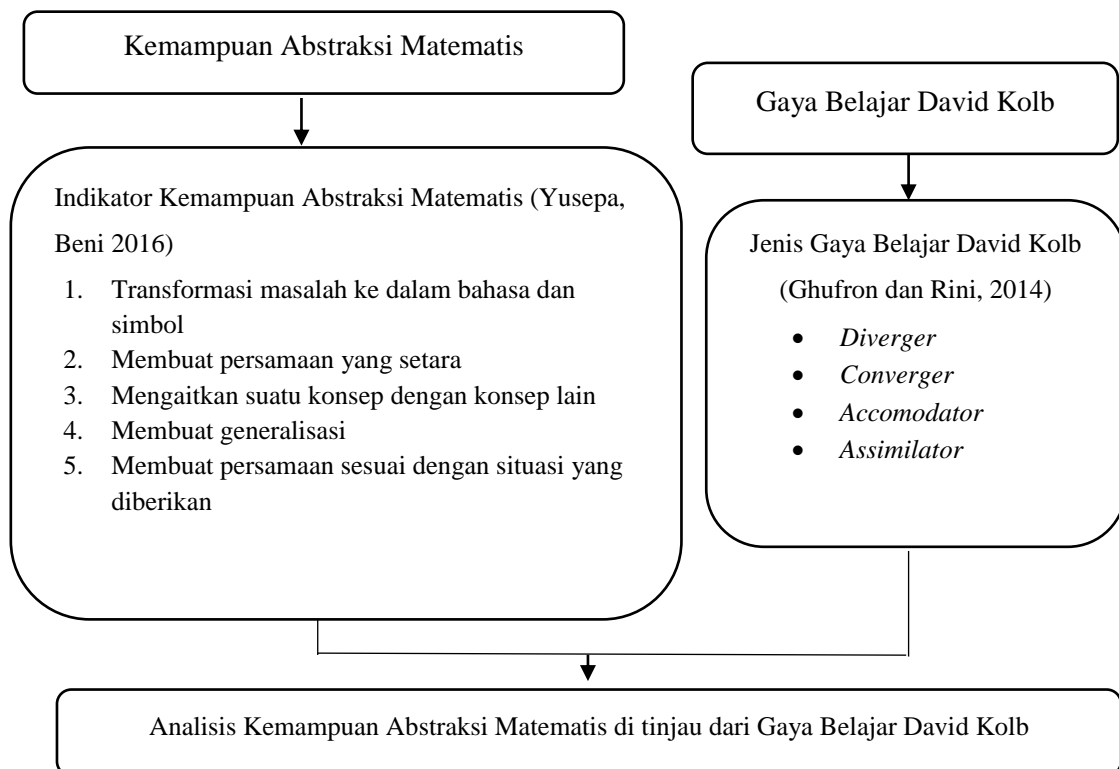 Kemampuan Abstraksi Matematis
Gaya Belajar David Kolb
Indikator Kemampuan Abstraksi Matematis (Yusepa,
Beni 2016)
1. Transformasi masalah ke dalam bahasa dan
simbol
2. Membuat persamaan yang setara
3. Mengaitkan suatu konsep dengan konsep lain
4. Membuat generalisasi
5. Membuat persamaan sesuai dengan situasi yang
diberikan
Jenis Gaya Belajar David Kolb
(Ghufron dan Rini, 2014)
• Diverger
• Converger
• Accomodator
• Assimilator
Analisis Kemampuan Abstraksi Matematis di tinjau dari Gaya Belajar David Kolb